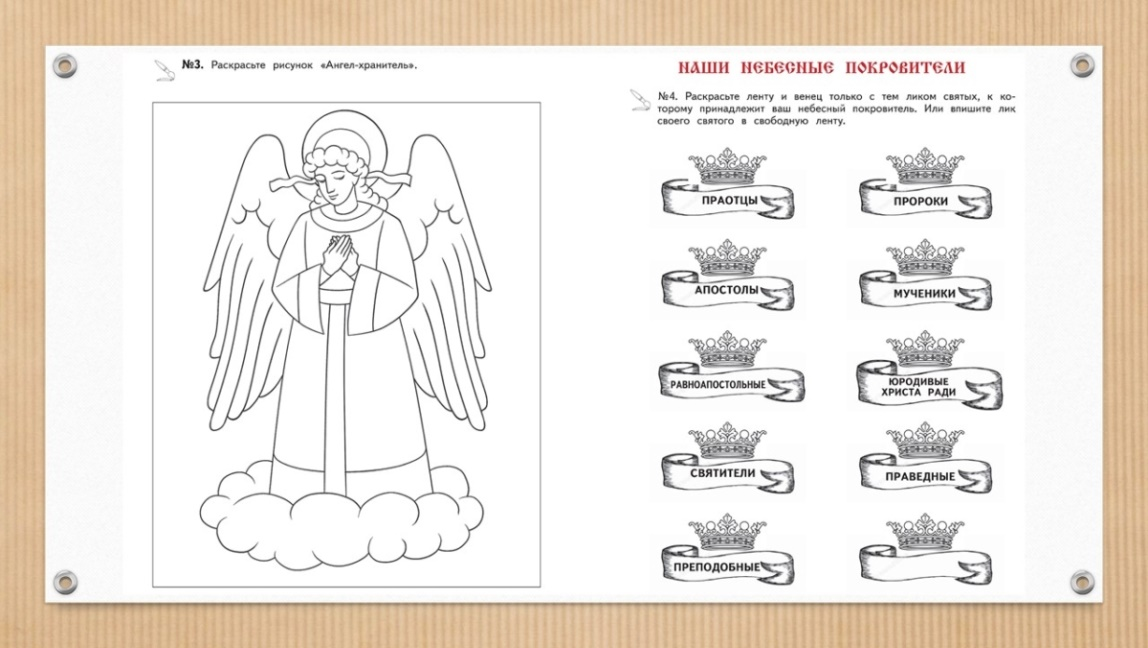 №3. Раскрасьте рисунок «Ангел-хранитель».
НАШИ НЕБЕСНЫЕ ПОКРОВИТЕЛИ
№4. Раскрасьте ленту и венец только с тем ликом святых, к ко-
торому принадлежит ваш небесный покровитель. Или впишите лик
своего святого в свободную ленту.
ПРАОТЦЫ
ПРОРОКИ
АПОСТОЛЫ
МУЧЕНИКИ
РАВНОАПОСТОЛЬНЫЕ
ЮРОДИВЫЕ
ХРИСТА РАДИ
СВЯТИТЕЛИ
ПРАВЕДНЫЕ
ПРЕПОДОБНЫЕ